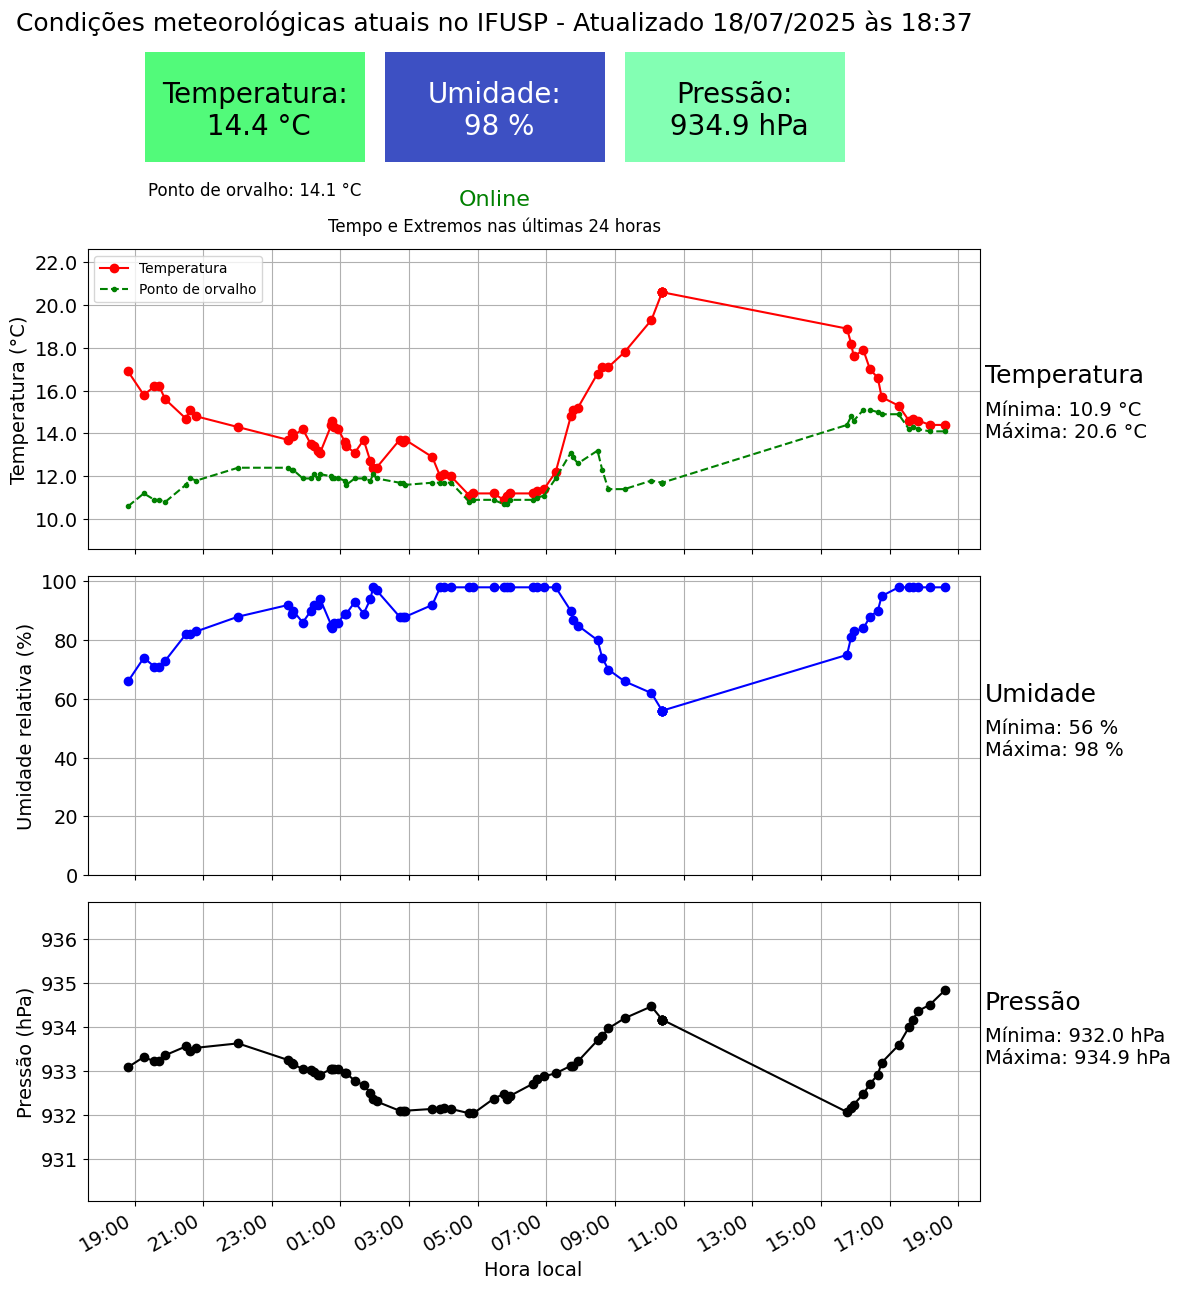 Condições meteorológicas atuais no IFUSP - Atualizado 18/07/2025 às 18:37
Temperatura:
14.4 °C
Umidade:
98 %
Pressão:
934.9 hPa
Ponto de orvalho: 14.1 °C
Online
Tempo e Extremos nas últimas 24 horas
Temperatura (°C)
22.0
20.0
18.0
16.0
14.0
12.0
10.0
Temperatura
Ponto de orvalho
Temperatura
Mínima: 10.9 °C
Máxima: 20.6 °C
Umidade relativa (%)
100
80
60
40
20
0
Umidade
Mínima: 56 %
Máxima: 98 %
Pressão (hPa)
936
935
934
933
932
931
Pressão
Mínima: 932.0 hPa
Máxima: 934.9 hPa
19:00 21:00 23:00 01:00 03:00 05:00 07:00 09:00 11:00 13:00 15:00 17:00 19:00
Hora local